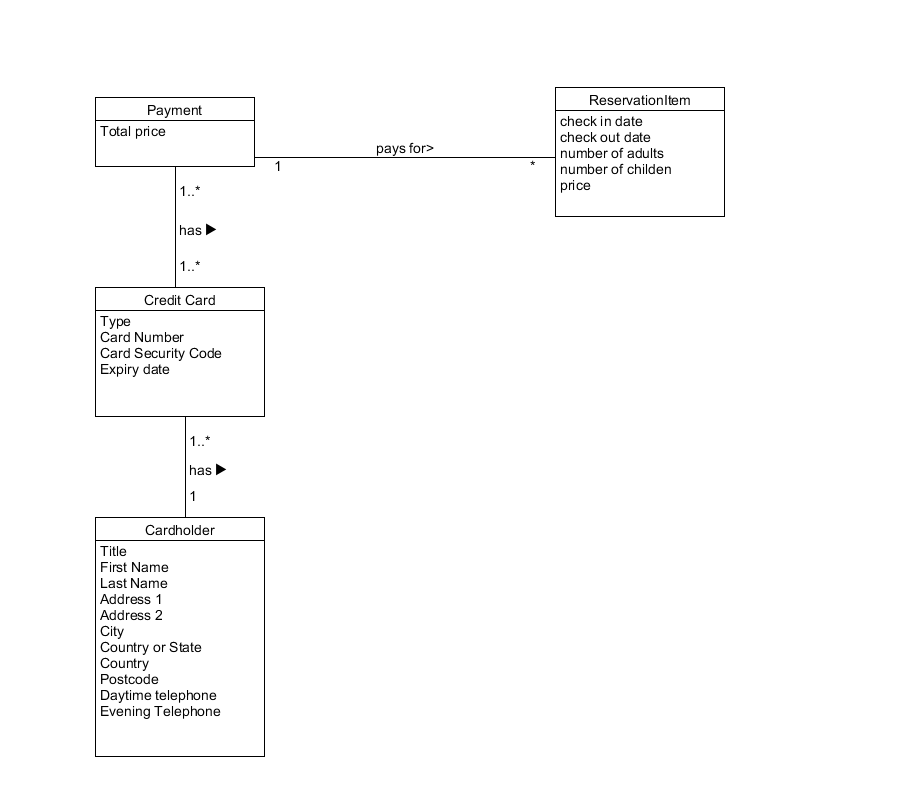 Payment
Total price
ReservationItem
check in date
check out date
number of adults
number of childen
price
pays for>
1
*
1..*
has ▶
1..*
Credit Card
Type
Card Number
Card Security Code
Expiry date
1..*
has ▶
1
Cardholder
Title
First Name
Last Name
Address 1
Address 2
City
Country or State
Country
Postcode
Daytime telephone
Evening Telephone